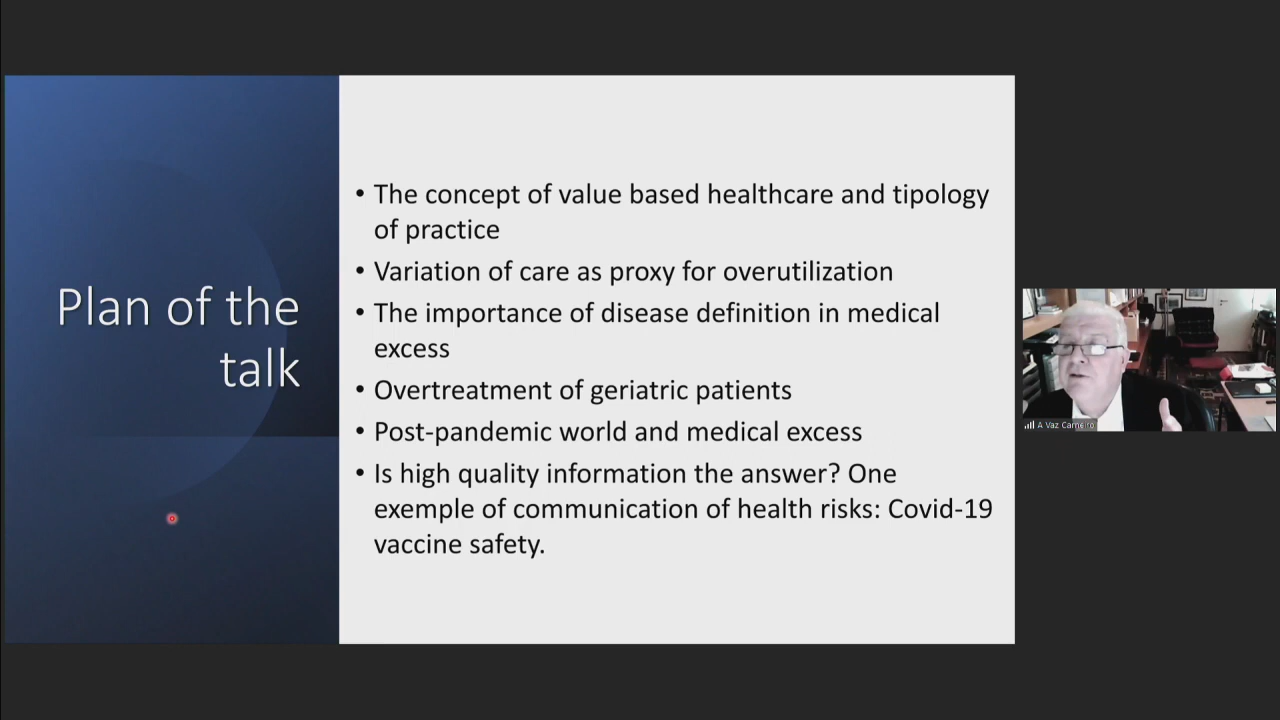 Plan of the
talk
• The concept of value based healthcare and tipology
of practice
• Variation of care as proxy for overutilization
• The importance of disease definition in medical
excess
• Overtreatment of geriatric patients
• Post-pandemic world and medical excess
• Is high quality information the answer? One
exemple of communication of health risks: Covid-19
vaccine safety.
A Vaz Carneiro